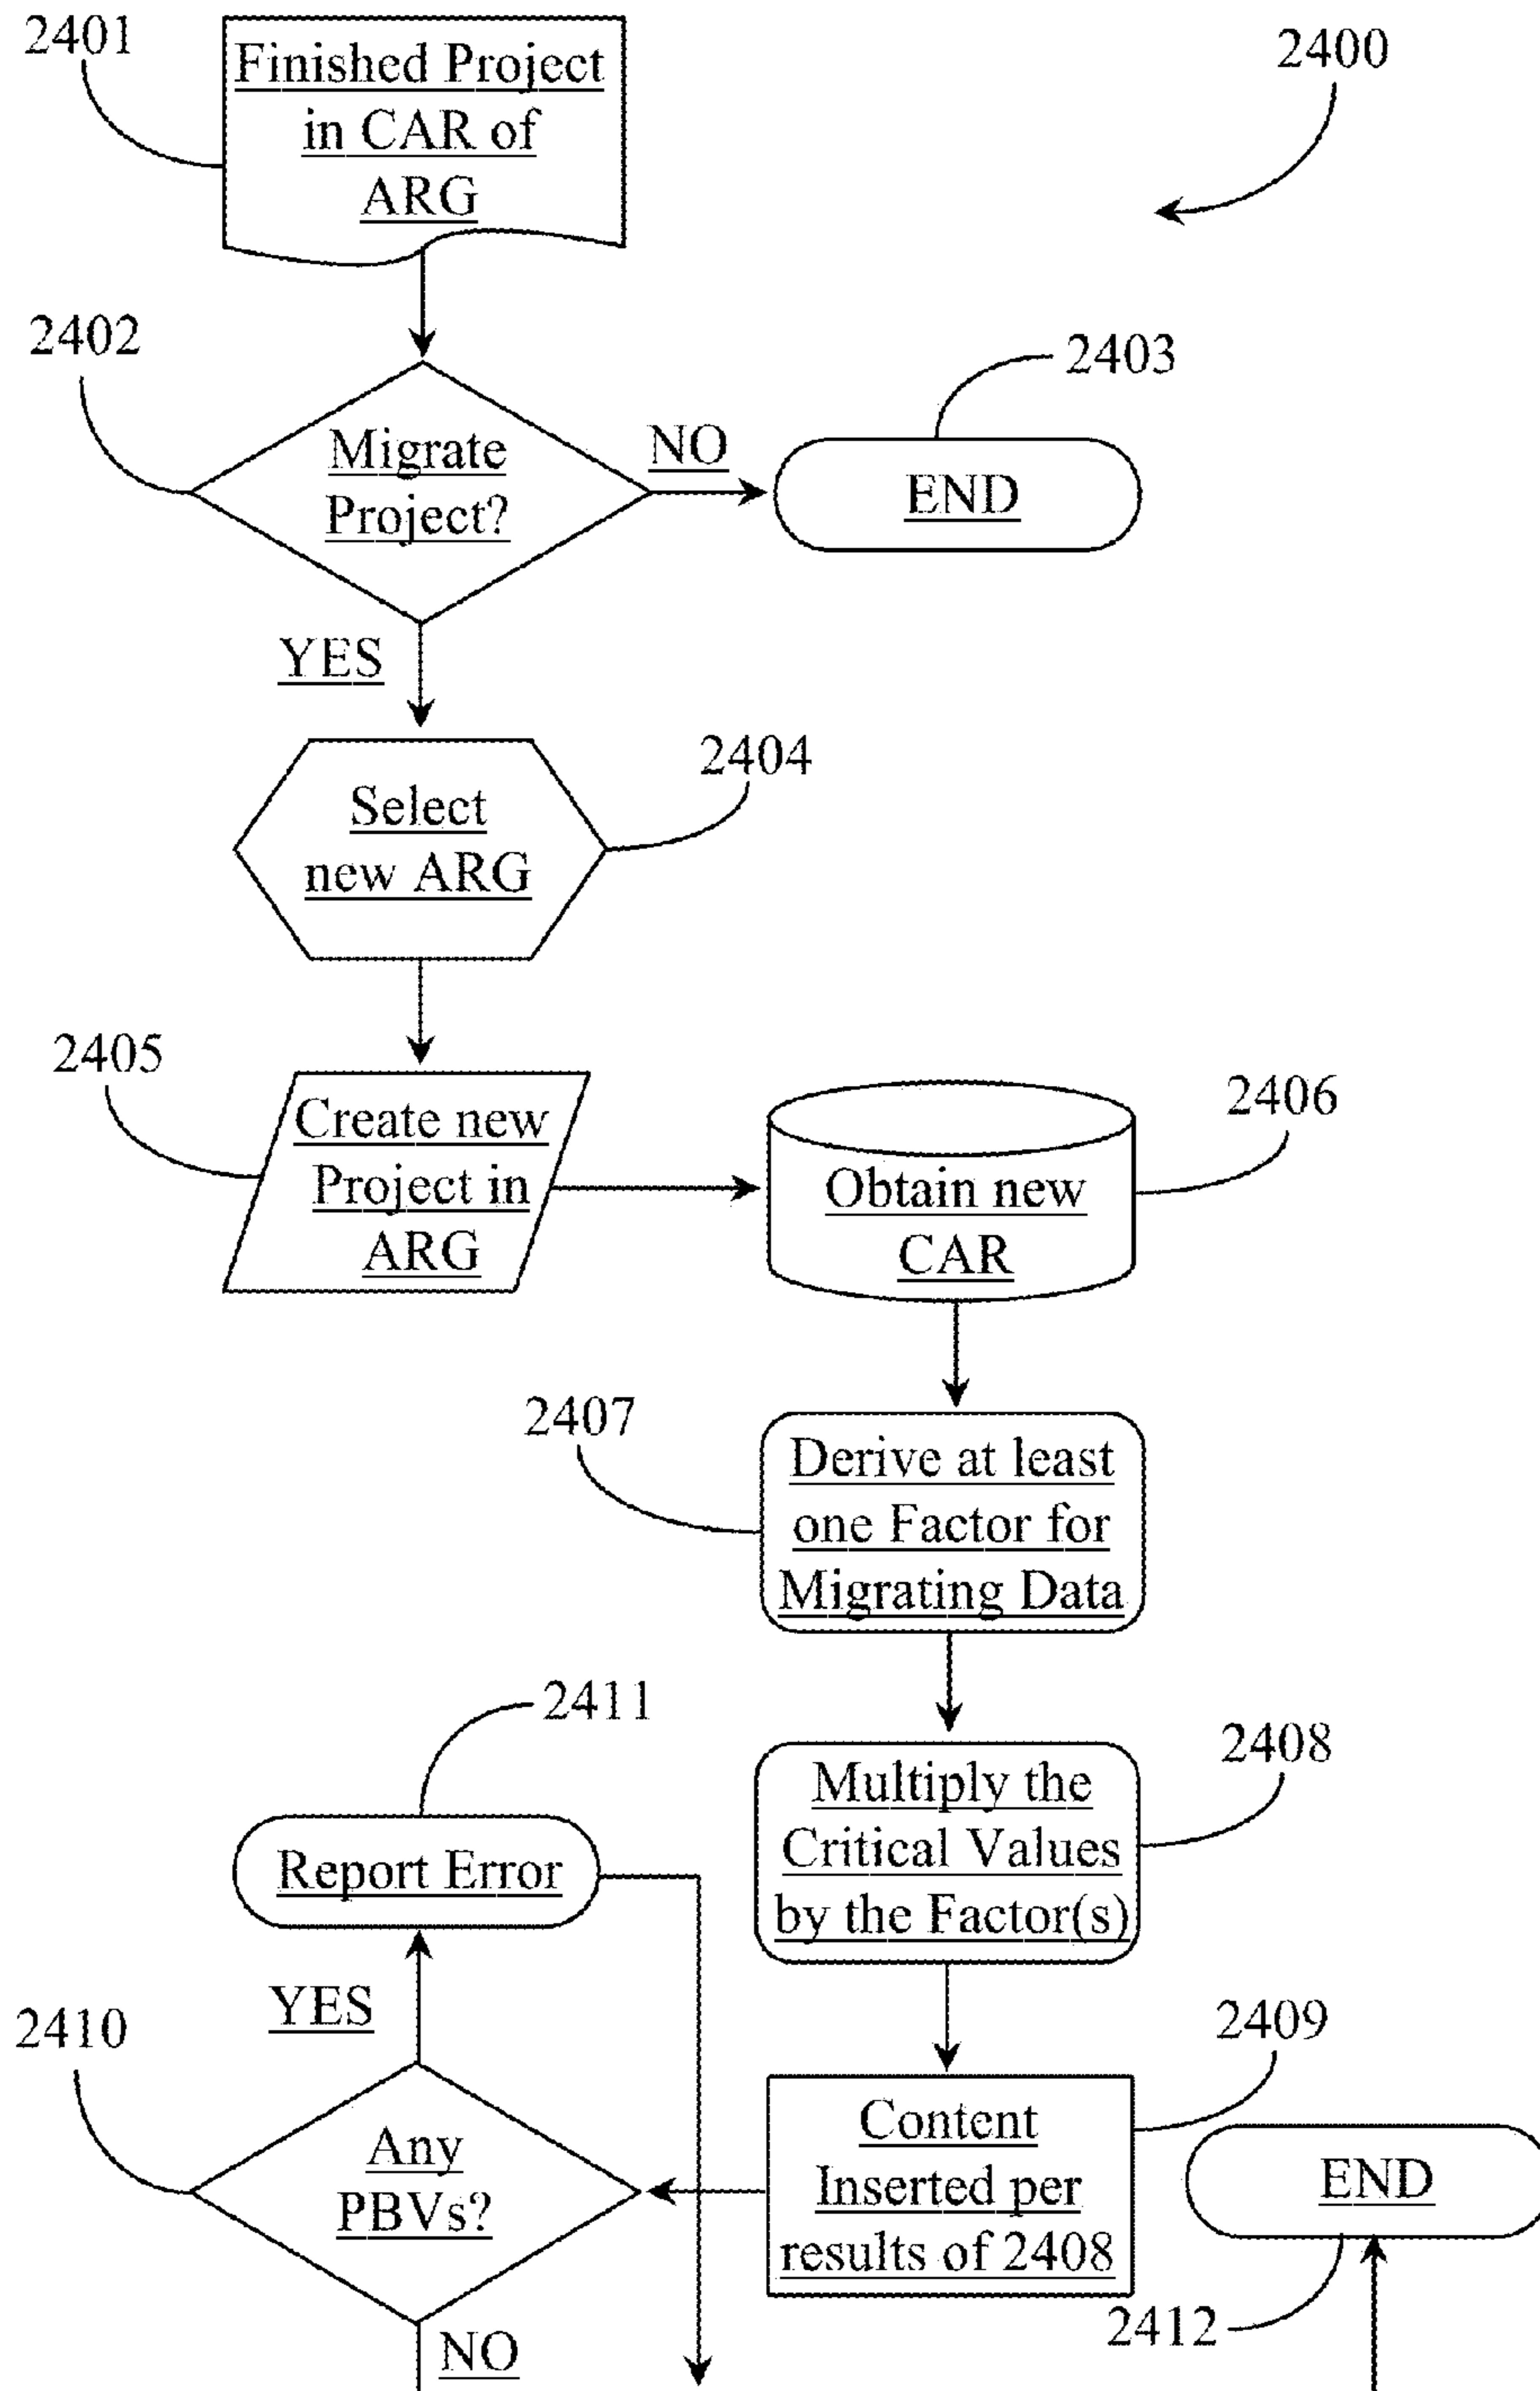 2401
Finished Project
in CAR of
ARG
2400
2402
Migrate
Project?
NO
2403
END
YES
Select
new ARG
2404
2405
Create new
Project in
ARG
2406
Obtain new
CAR
2407
Derive at least
one Factor for
Migrating Data
2411
Report Error
2408
Multiply the
Critical Values
by the Factor(s)
YES
2410
Any
PBVs?
2409
Content
Inserted per
results of 2408
END
2412
NO